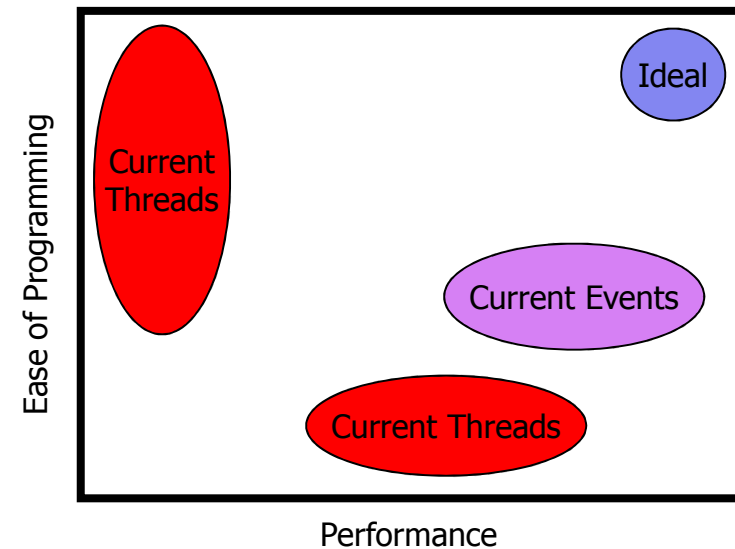 Ideal
Current
Threads
Ease of Programming
Current Events
Current Threads
Performance